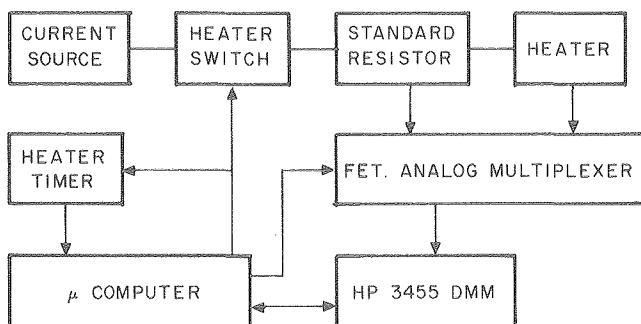 CURRENT
SOURCE
HEATER
SWITCH
STANDARD
RESISTOR
HEATER
HEATER
TIMER
FET. ANALOG MULTIPLEXER
μ COMPUTER
HP 3455 DMM